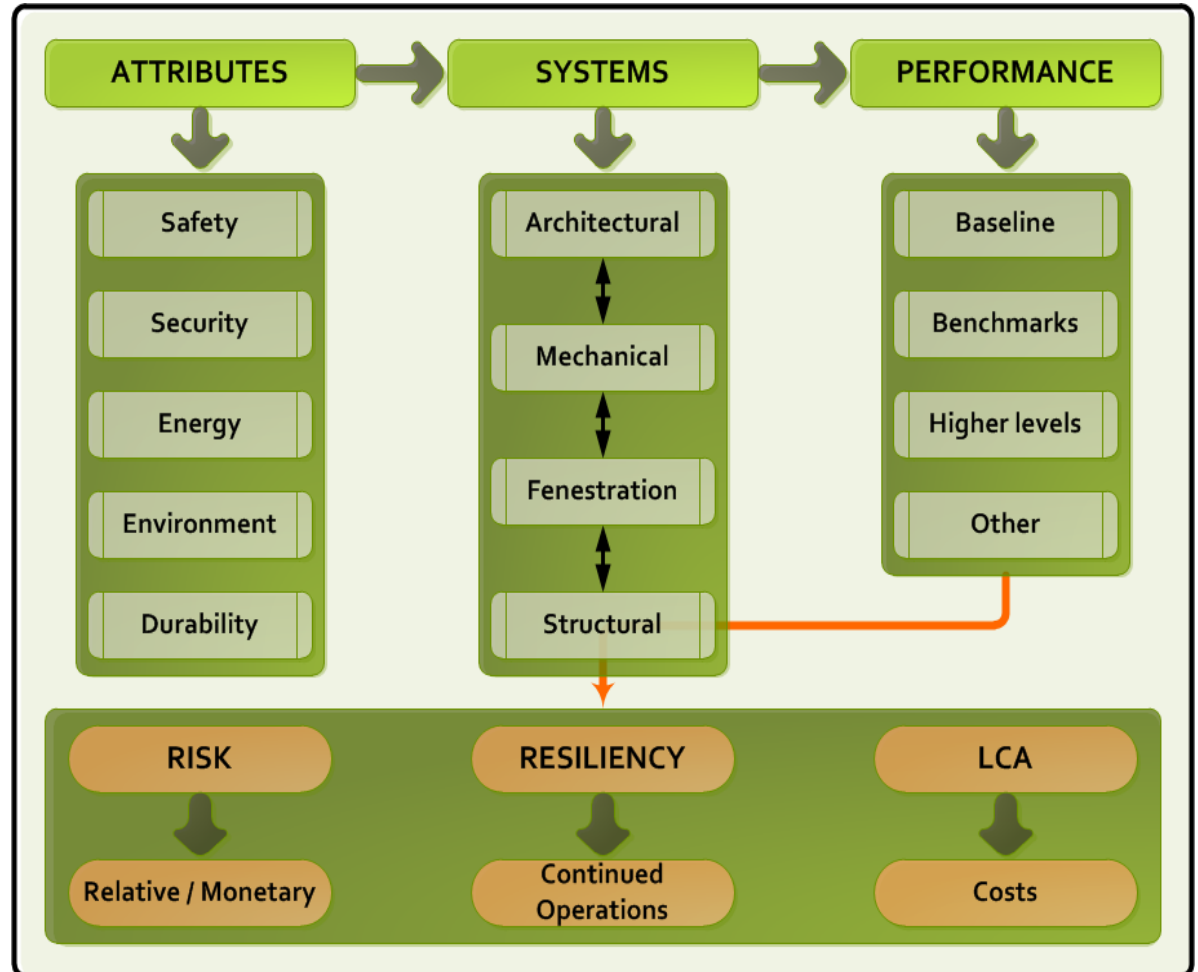 ATTRIBUTES
SYSTEMS
PERFORMANCE
Safety
Security
Energy
Environment
Durability
Architectural
Mechanical
Fenestration
Structural
Baseline
Benchmarks
Higher levels
Other
RISK
RESILIENCY
LCA
Relative / Monetary
Continued
Operations
Costs